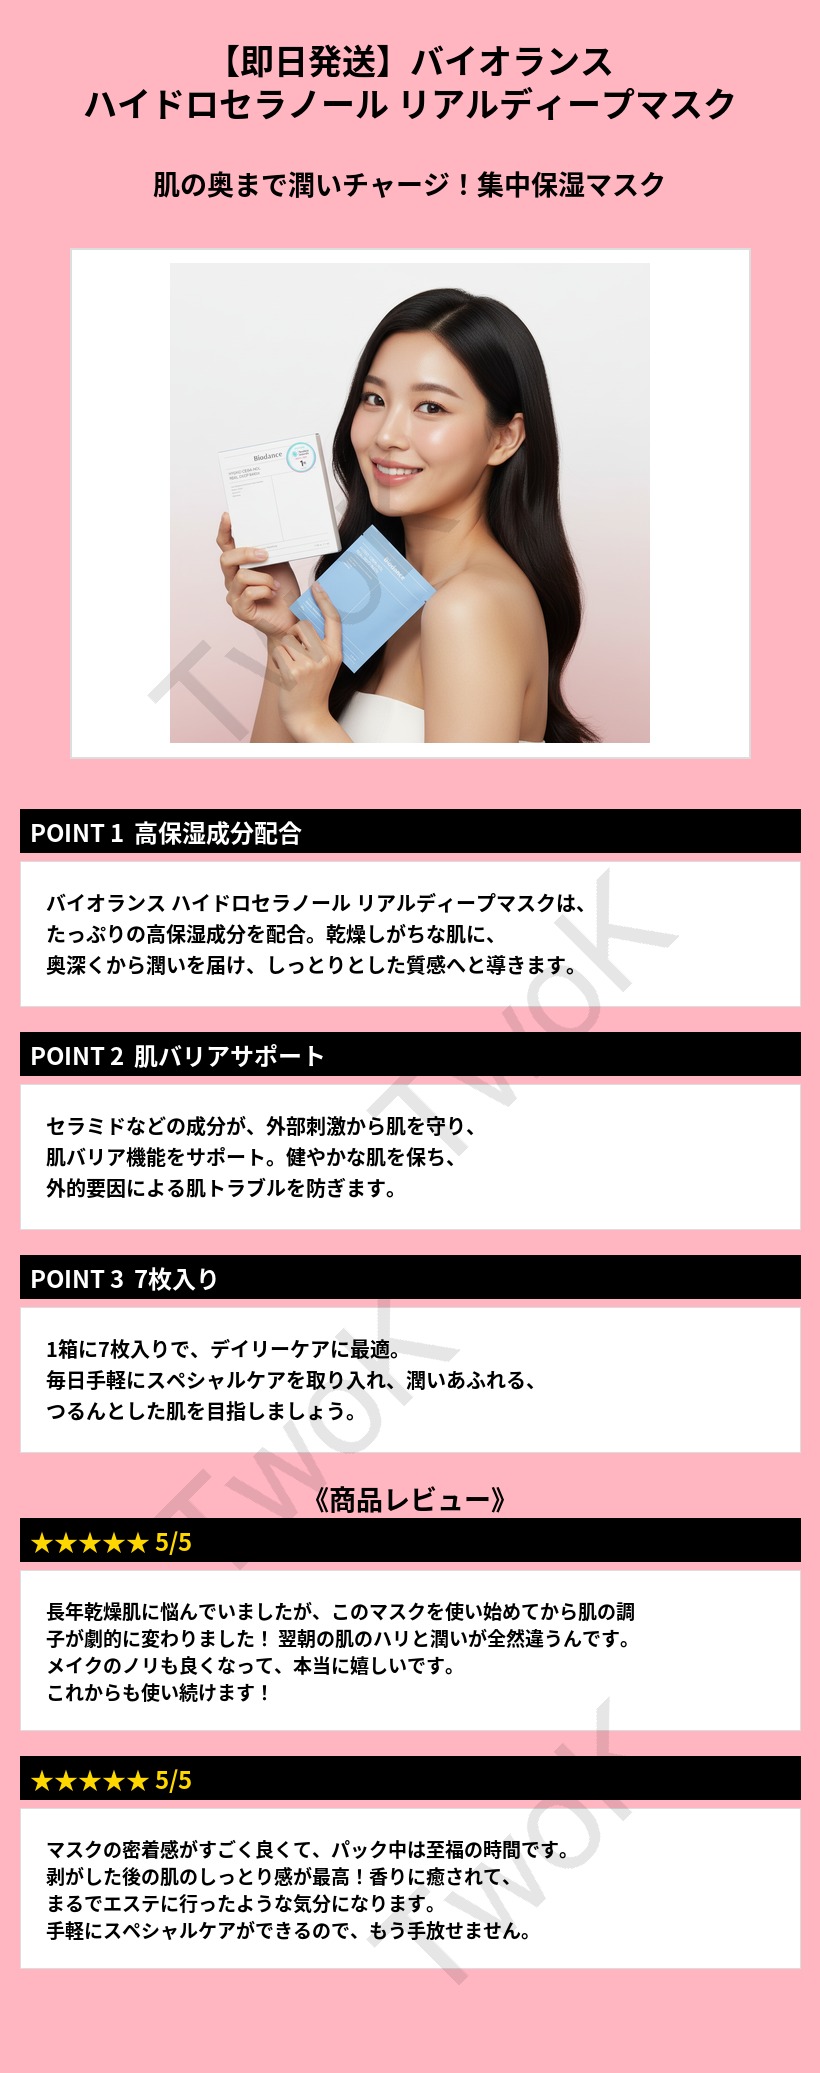 【即日発送】バイオランス
ハイドロセラノール リアルディープマスク
肌の奥まで潤いチャージ！集中保湿マスク
Biodance
Biodance
POINT 1 高保湿成分配合
バイオランス ハイドロセラノール リアルディープマスクは、
たっぷりの高保湿成分を配合。乾燥しがちな肌に、
奥深くから潤いを届け、しっとりとした質感へと導きます。
POINT 2 肌バリアサポート
セラミドなどの成分が、外部刺激から肌を守り、
肌バリア機能をサポート。健やかな肌を保ち、
外的要因による肌トラブルを防ぎます。
POINT 3 7枚入り
1箱に7枚入りで、デイリーケアに最適。
毎日手軽にスペシャルケアを取り入れ、潤いあふれる、
つるんとした肌を目指しましょう。
《商品レビュー》
★★★★★ 5/5
長年乾燥肌に悩んでいましたが、このマスクを使い始めてから肌の調
子が劇的に変わりました！ 翌朝の肌のハリと潤いが全然違うんです。
メイクのノリも良くなって、本当に嬉しいです。
これからも使い続けます！
★★★★★ 5/5
マスクの密着感がすごく良くて、パック中は至福の時間です。
剥がした後の肌のしっとり感が最高！香りに癒されて、
まるでエステに行ったような気分になります。
手軽にスペシャルケアができるので、もう手放せません。
TwoK
TwoK
TwoK
TwoK